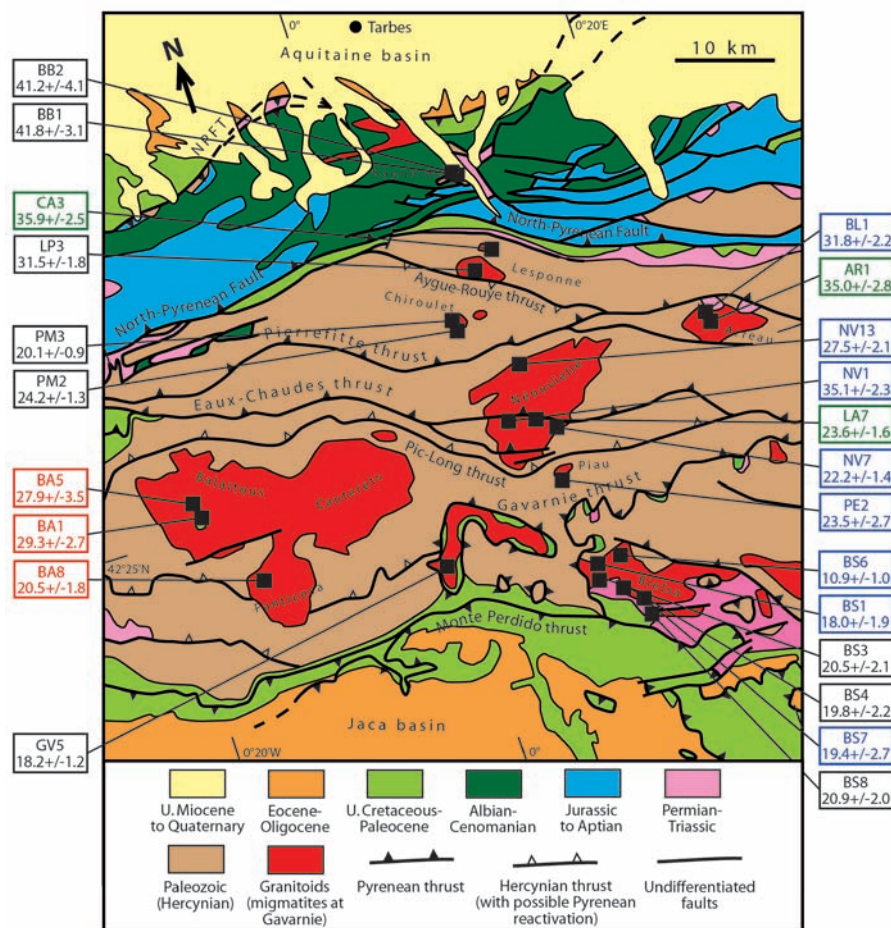 0°
Tarbes
0°20'E
Aquitaine basin
10 km
N
BB2
41.2+/-4.1
BB1
41.8+/-3.1
NPFT
CA3
35.9+/-2.5
LP3
31.5+/-1.8
North-Pyrenean Fault
Lesponne
Aygue-Rouye thrust
Chiroulet
North-Pyrenean Fault
Pierrefitte thrust
PM3
20.1+/-0.9
PM2
24.2+/-1.3
Eaux-Chaudes thrust
Néouvielle
BL1
31.8+/-2.2
AR1
35.0+/-2.8
NV13
27.5+/-2.1
NV1
35.1+/-2.3
LA7
23.6+/-1.6
NV7
22.2+/-1.4
PE2
23.5+/-2.7
Pic-Long thrust
Piau
Gavarnie thrust
Balaitous
Cauterets
BA5
27.9+/-3.5
BA1
29.3+/-2.7
42°25'N
BA8
20.5+/-1.8
Panticosa
Bielsa
BS6
10.9+/-1.0
BS1
18.0+/-1.9
BS3
20.5+/-2.1
BS4
19.8+/-2.2
BS7
19.4+/-2.7
BS8
20.9+/-2.0
Monte Perdido thrust
Jaca basin
GV5
18.2+/-1.2
0°20'W
0°
U. Miocene
to Quaternary
Eocene-
Oligocene
U. Cretaceous-
Paleocene
Albian-
Cenomanian
Jurassic
to Aptian
Permian-
Triassic
Paleozoic
(Hercynian)
Granitoids
(migmatites at
Gavarnie)
Pyrenean thrust
Hercynian thrust
(with possible Pyrenean
reactivation)
Undifferentiated
faults